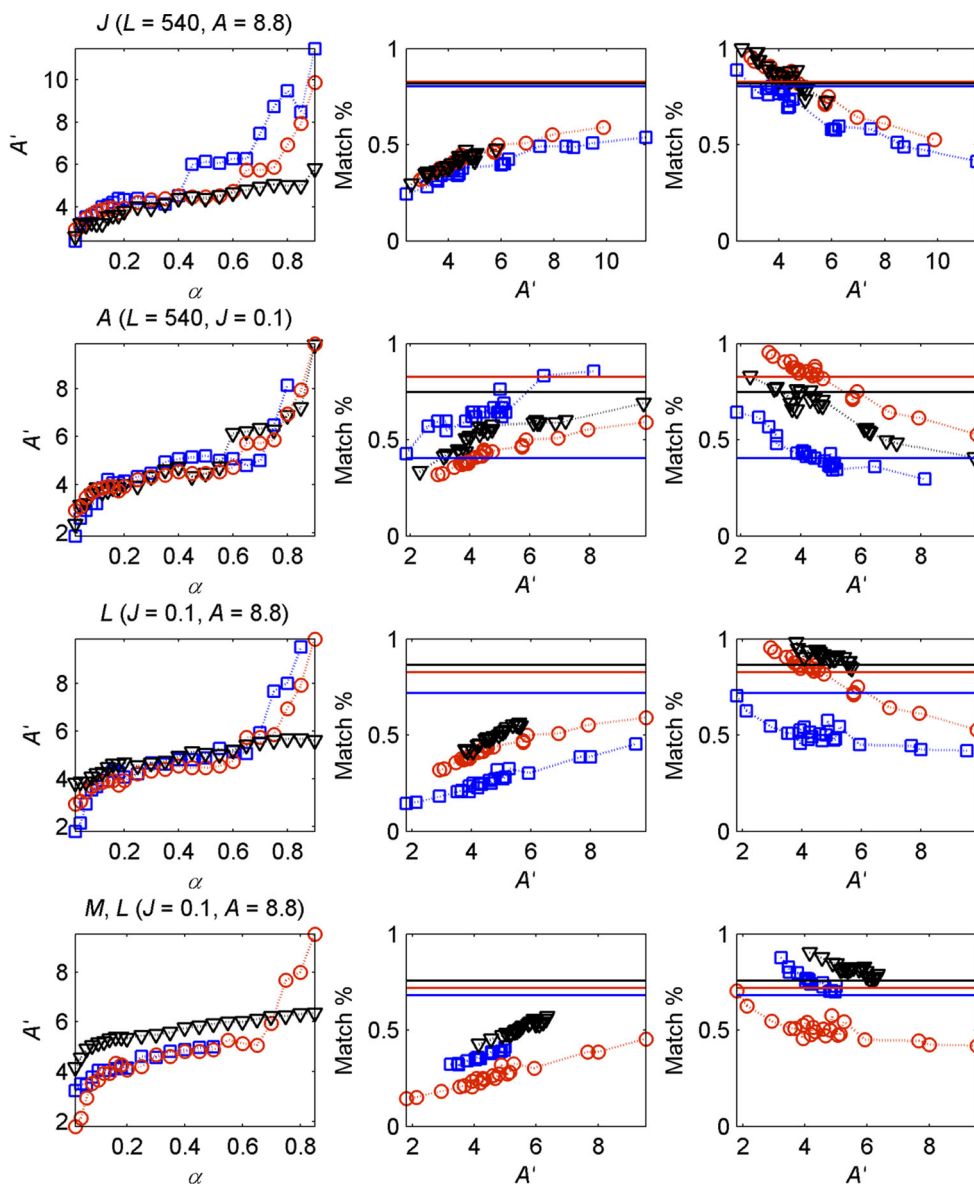 J (L = 540, A = 8.8)
A'
10
8
6
4
0.2 0.4 0.6 0.8
α
Match %
1
0.5
0
4 6 8 10
A'
Match %
1
0.5
0
4 6 8 10
A'
A (L = 540, J = 0.1)
A'
8
6
4
2
0.2 0.4 0.6 0.8
α
Match %
1
0.5
0
2 4 6 8
A'
Match %
1
0.5
0
2 4 6 8
A'
L (J = 0.1, A = 8.8)
A'
8
6
4
2
0.2 0.4 0.6 0.8
α
Match %
1
0.5
0
2 4 6 8
A'
Match %
1
0.5
0
2 4 6 8
A'
M, L (J = 0.1, A = 8.8)
A'
8
6
4
2
0.2 0.4 0.6 0.8
α
Match %
1
0.5
0
2 4 6 8
A'
Match %
1
0.5
0
2 4 6 8
A'